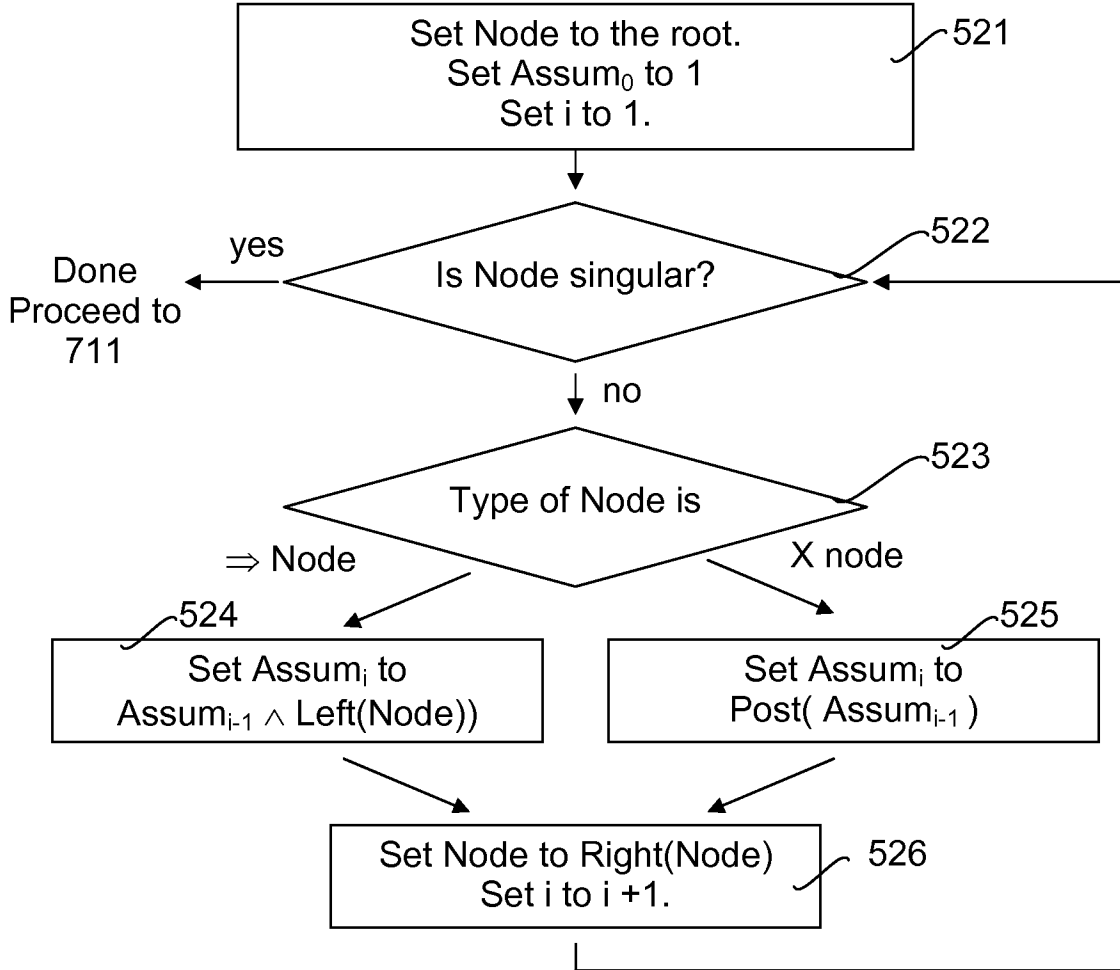 Set Node to the root.
Set Assum₀ to 1
Set i to 1.
521
yes
Is Node singular?
522
Done
Proceed to
711
no
Type of Node is
523
⇒ Node
X node
524
Set Assumᵢ to
Assumᵢ₋₁ ∧ Left(Node))
525
Set Assumᵢ to
Post( Assumᵢ₋₁ )
Set Node to Right(Node)
Set i to i +1.
526